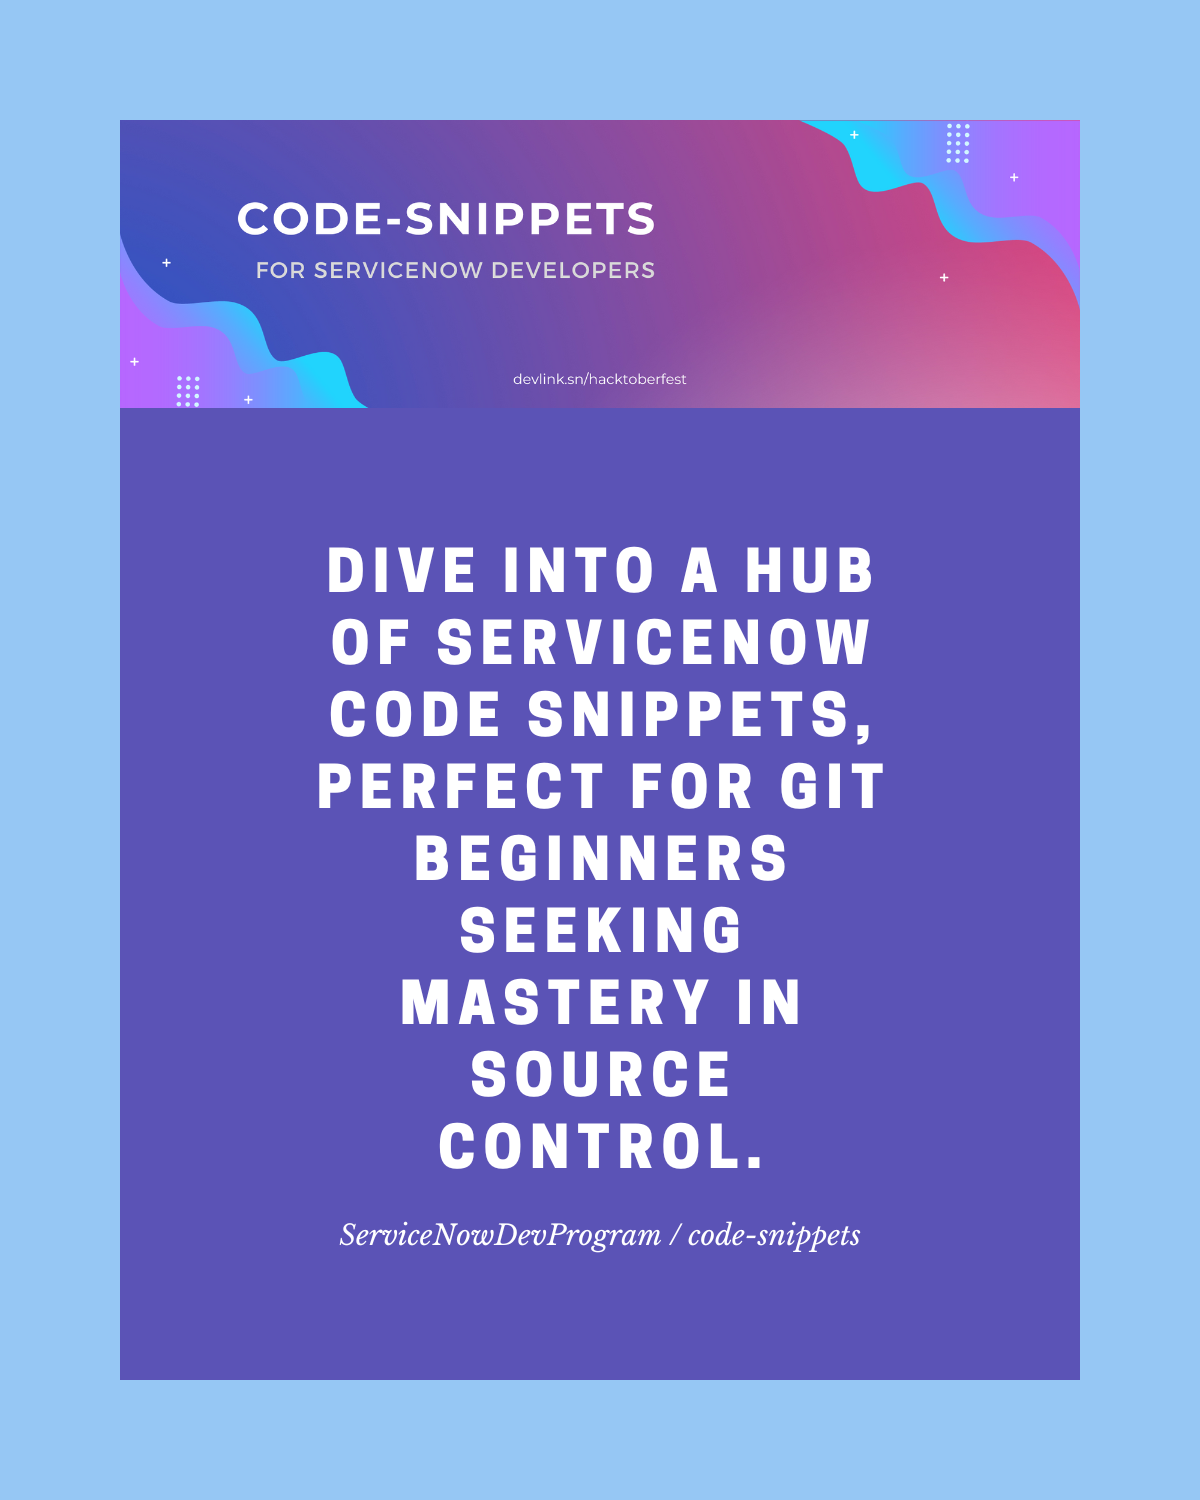 CODE-SNIPPETS
FOR SERVICENOW DEVELOPERS
devlink.sn/hacktoberfest
DIVE INTO A HUB
OF SERVICENOW
CODE SNIPPETS,
PERFECT FOR GIT
BEGINNERS
SEEKING
MASTERY IN
SOURCE
CONTROL.
ServiceNowDevProgram / code-snippets